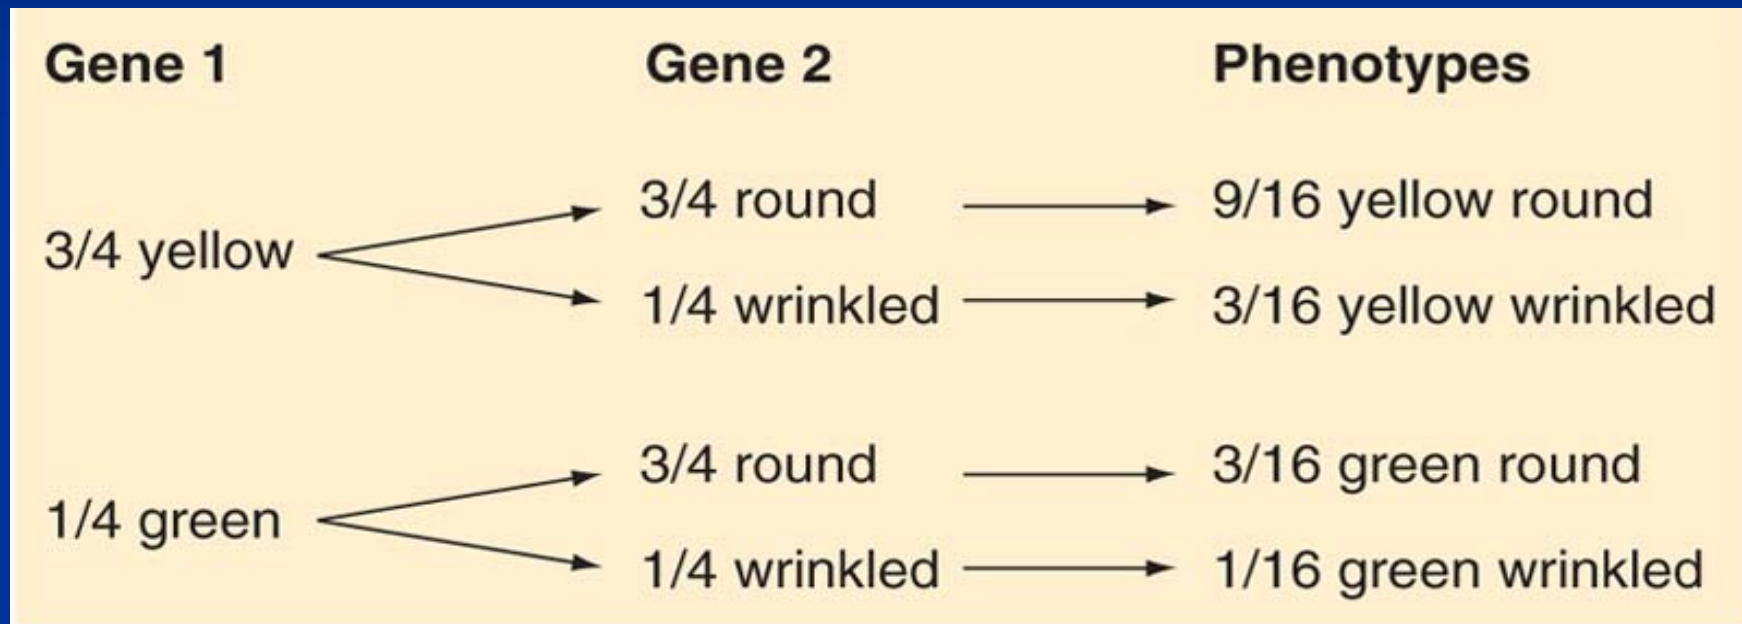 Gene 1 Gene 2 Phenotypes
3/4 round 9/16 yellow round
3/4 yellow
1/4 wrinkled 3/16 yellow wrinkled
3/4 round 3/16 green round
1/4 green
1/4 wrinkled 1/16 green wrinkled